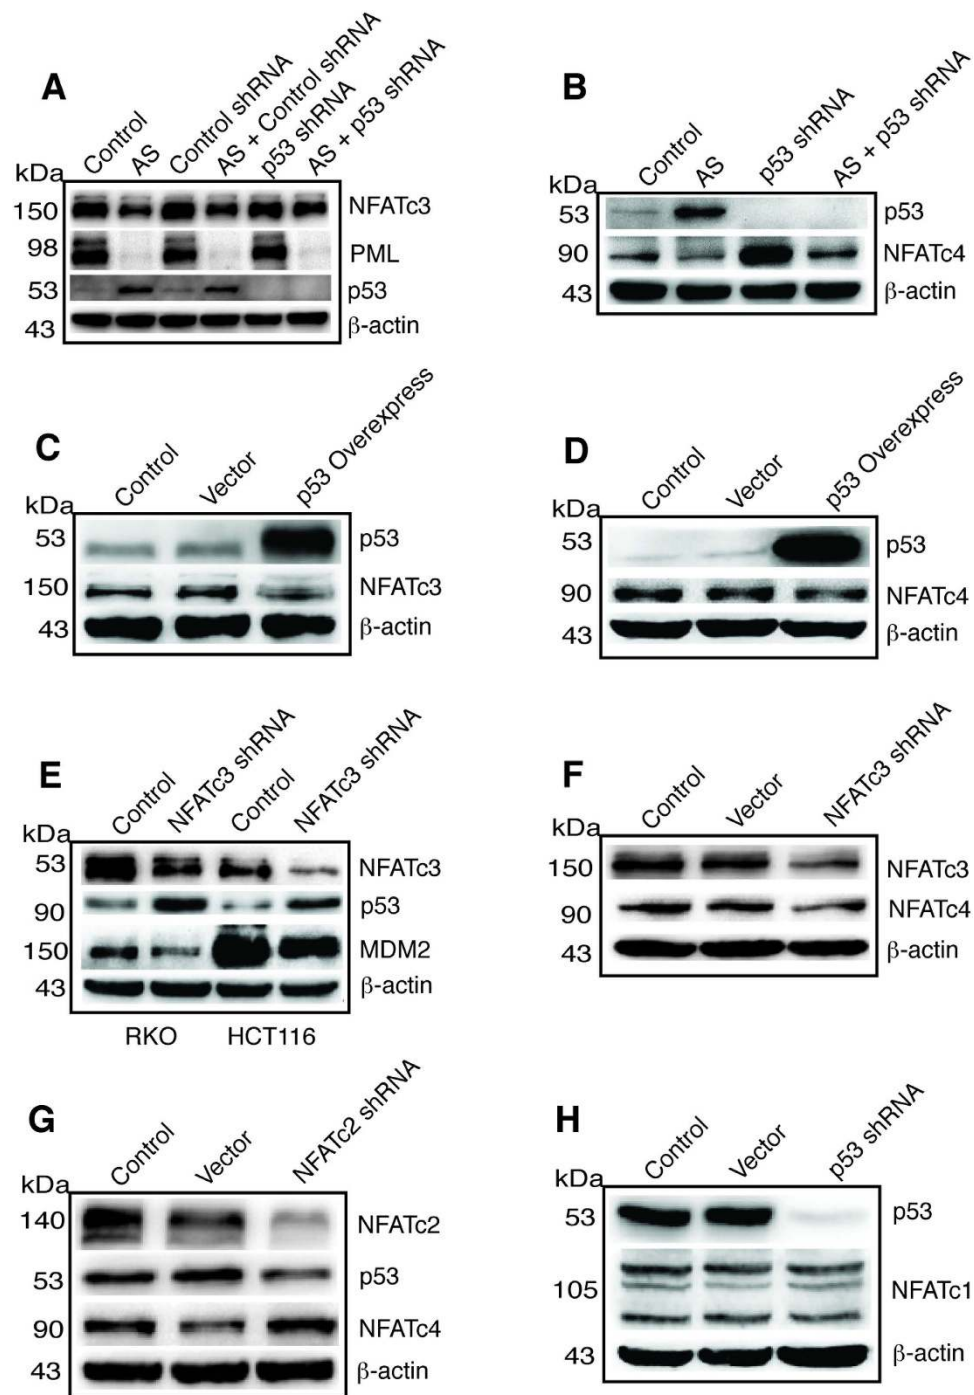 A
Control
AS
Control shRNA
AS + Control shRNA
p53 shRNA
AS + p53 shRNA
kDa
150 NFATc3
98 PML
53 p53
43 β-actin
B
Control
AS
p53 shRNA
AS + p53 shRNA
kDa
53 p53
90 NFATc4
43 β-actin
C
Control
Vector
p53 Overexpress
kDa
53 p53
150 NFATc3
43 β-actin
D
Control
Vector
p53 Overexpress
kDa
53 p53
90 NFATc4
43 β-actin
E
Control
NFATc3 shRNA
Control
NFATc3 shRNA
kDa
53 NFATc3
90 p53
150 MDM2
43 β-actin
RKO HCT116
F
Control
Vector
NFATc3 shRNA
kDa
150 NFATc3
90 NFATc4
43 β-actin
G
Control
Vector
NFATc2 shRNA
kDa
140 NFATc2
53 p53
90 NFATc4
43 β-actin
H
Control
Vector
p53 shRNA
kDa
53 p53
105 NFATc1
43 β-actin